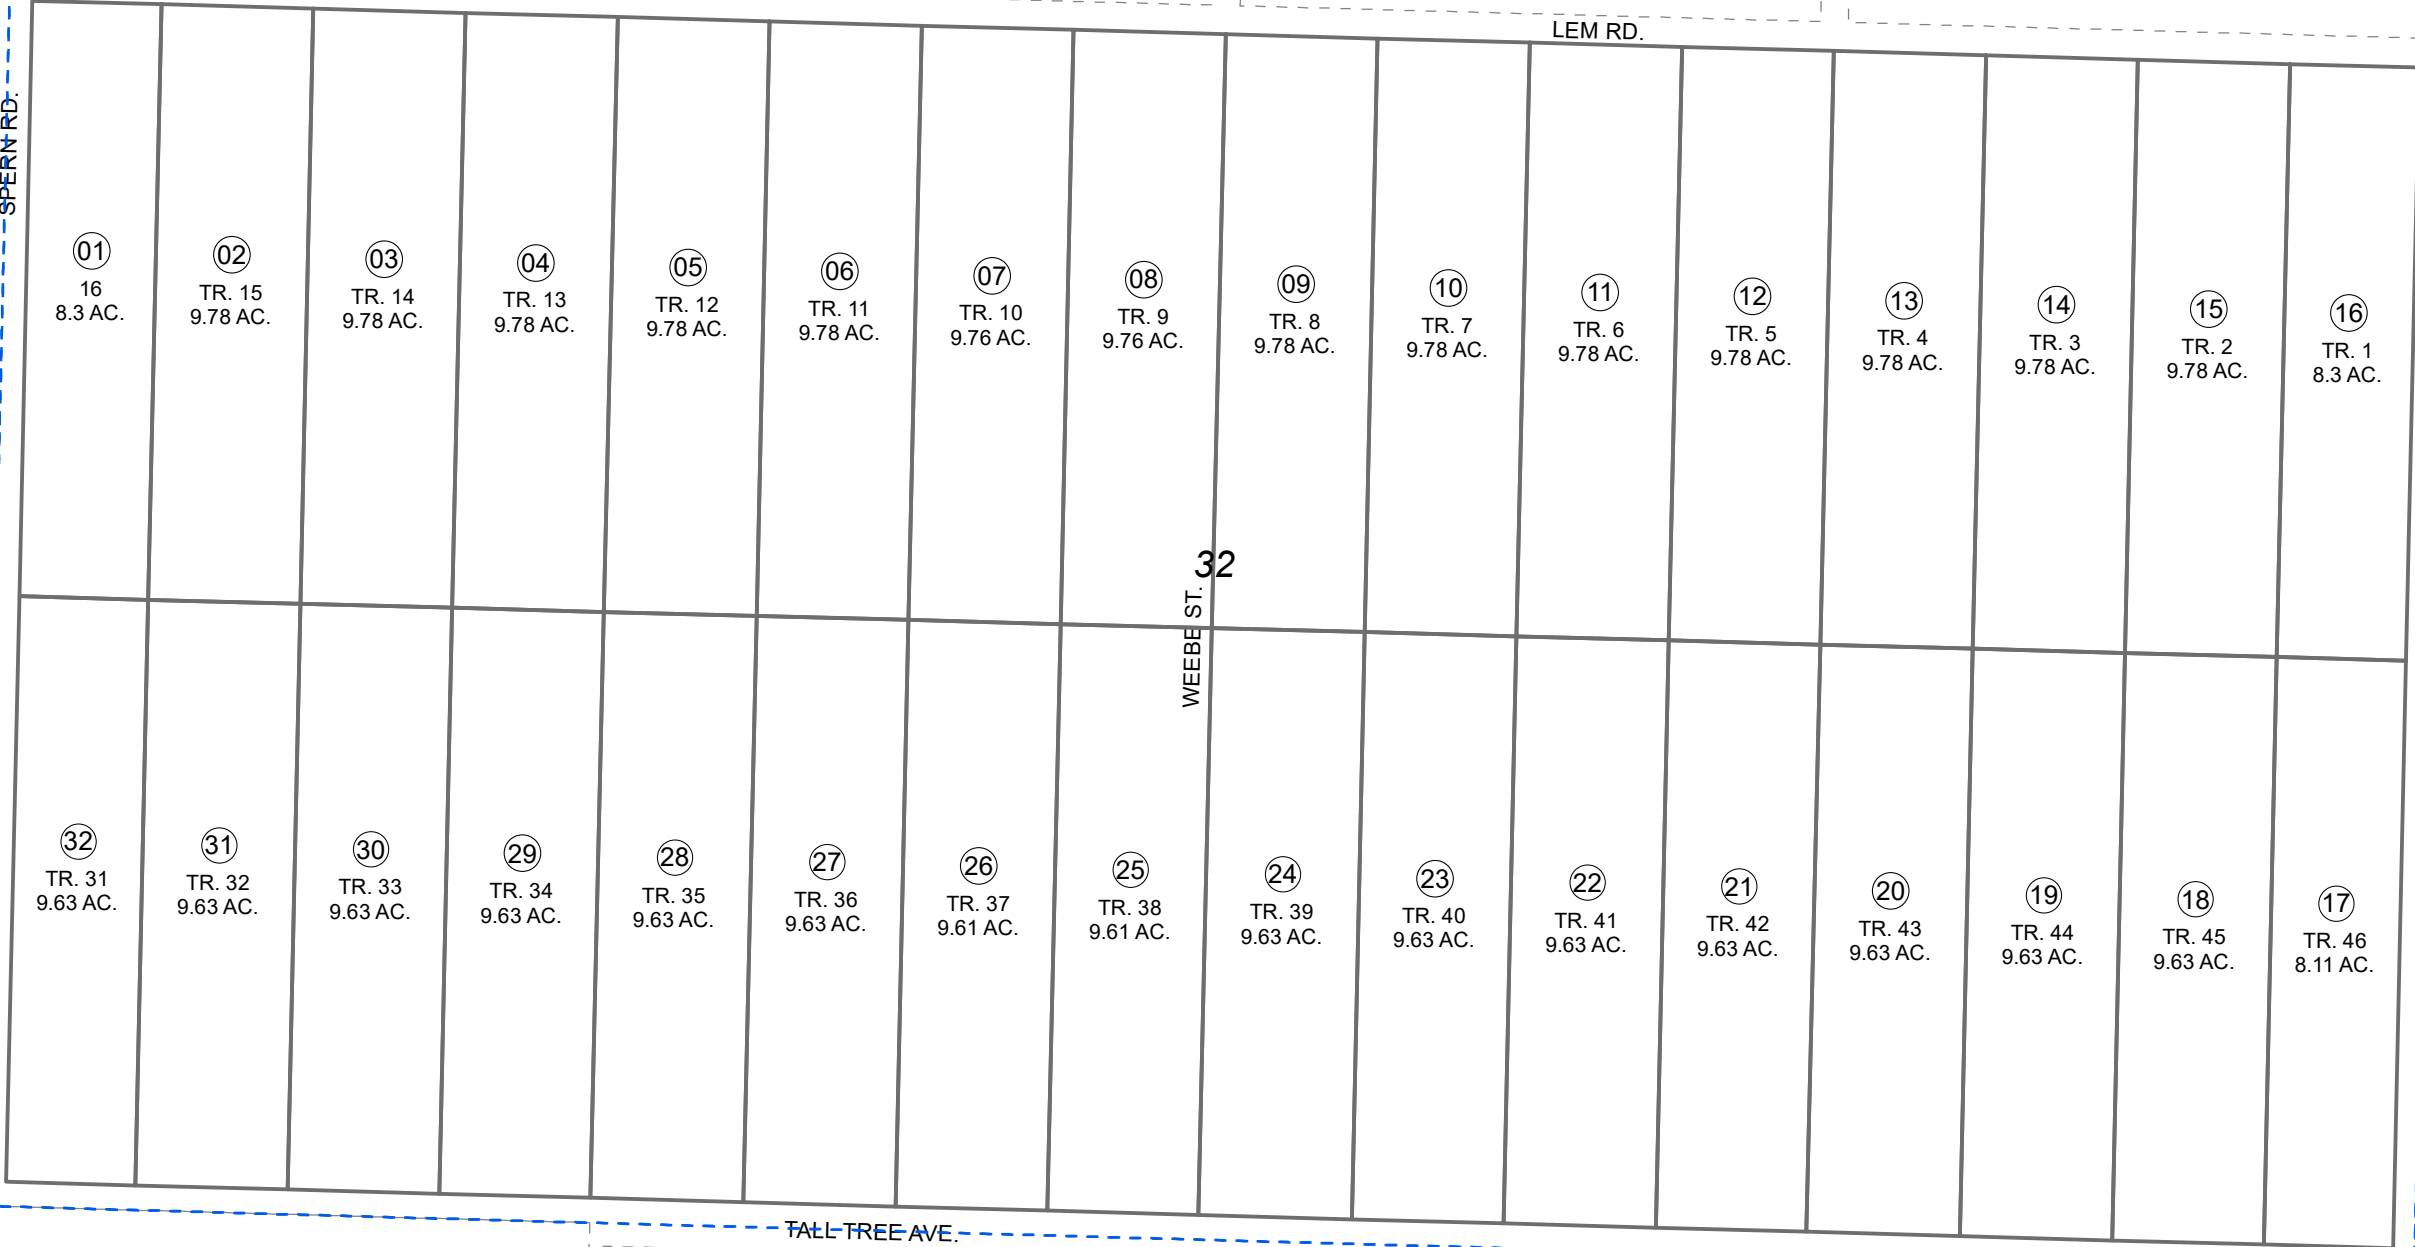 LEM RD.
SPERN RD.
01
16
8.3 AC.
02
TR. 15
9.78 AC.
03
TR. 14
9.78 AC.
04
TR. 13
9.78 AC.
05
TR. 12
9.78 AC.
06
TR. 11
9.78 AC.
07
TR. 10
9.76 AC.
08
TR. 9
9.76 AC.
09
TR. 8
9.78 AC.
10
TR. 7
9.78 AC.
11
TR. 6
9.78 AC.
12
TR. 5
9.78 AC.
13
TR. 4
9.78 AC.
14
TR. 3
9.78 AC.
15
TR. 2
9.78 AC.
16
TR. 1
8.3 AC.
32
WEEBE ST.
32
TR. 31
9.63 AC.
31
TR. 32
9.63 AC.
30
TR. 33
9.63 AC.
29
TR. 34
9.63 AC.
28
TR. 35
9.63 AC.
27
TR. 36
9.63 AC.
26
TR. 37
9.61 AC.
25
TR. 38
9.61 AC.
24
TR. 39
9.63 AC.
23
TR. 40
9.63 AC.
22
TR. 41
9.63 AC.
21
TR. 42
9.63 AC.
20
TR. 43
9.63 AC.
19
TR. 44
9.63 AC.
18
TR. 45
9.63 AC.
17
TR. 46
8.11 AC.
TALL TREE AVE.